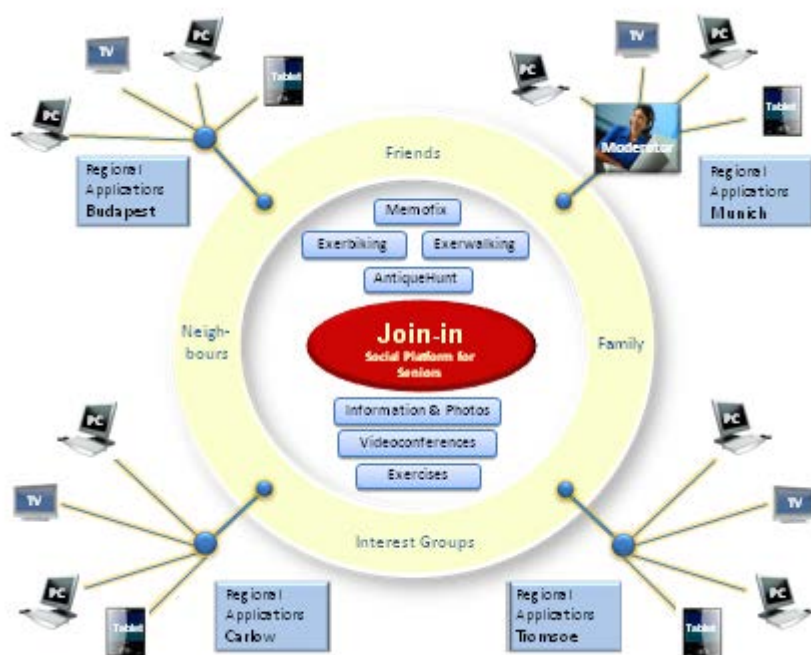 PC
TV
PC
Tablet
PC
TV
PC
Tablet
Moderator
Regional
Applications
Budapest
Regional
Applications
Munich
Friends
Memofix
Exerbiking
Exerwalking
AntiqueHunt
Neigh-
bours
Join-in
Social Platform for
Seniors
Family
Information & Photos
Videoconferences
Exercises
Interest Groups
PC
TV
PC
Tablet
Regional
Applications
Carlow
PC
TV
PC
Tablet
Regional
Applications
Tromsoe